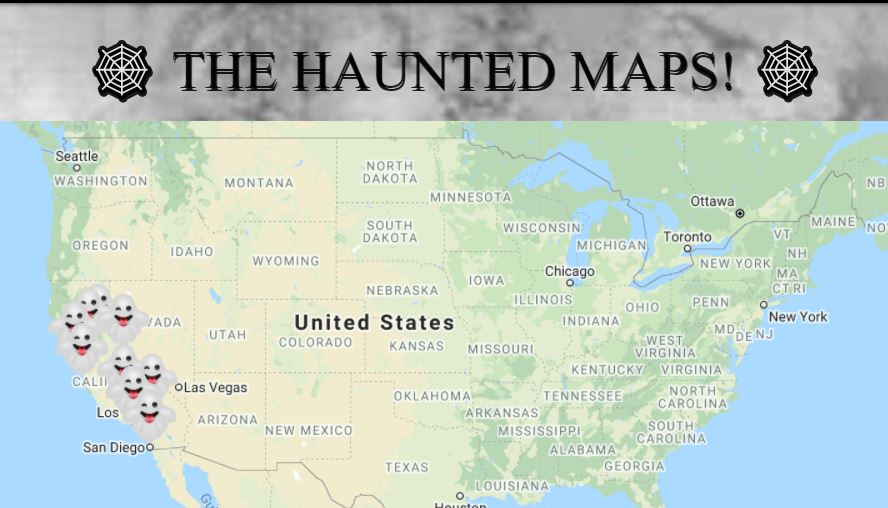 THE HAUNTED MAPS!
Seattle
WASHINGTON
MONTANA
NORTH
DAKOTA
MINNESOTA
Ottawa
NB
MAINE
NO
OREGON
IDAHO
SOUTH
DAKOTA
WISCONSIN
MICHIGAN
Toronto
VT
NH
WYOMING
NEW YORK
MA
CT RI
Chicago
IOWA
NEBRASKA
ILLINOIS
OHIO
PENN
New York
VADA
UTAH
United States
COLORADO
KANSAS
MISSOURI
INDIANA
WEST
VIRGINIA
MD
DE
NJ
KENTUCKY
VIRGINIA
CALI
Las Vegas
OKLAHOMA
TENNESSEE
NORTH
CAROLINA
Los
ARIZONA
NEW MEXICO
ARKANSAS
MISSISSIPPI
SOUTH
CAROLINA
San Diego
ALABAMA
TEXAS
GEORGIA
LOUISIANA
Gu
Houston